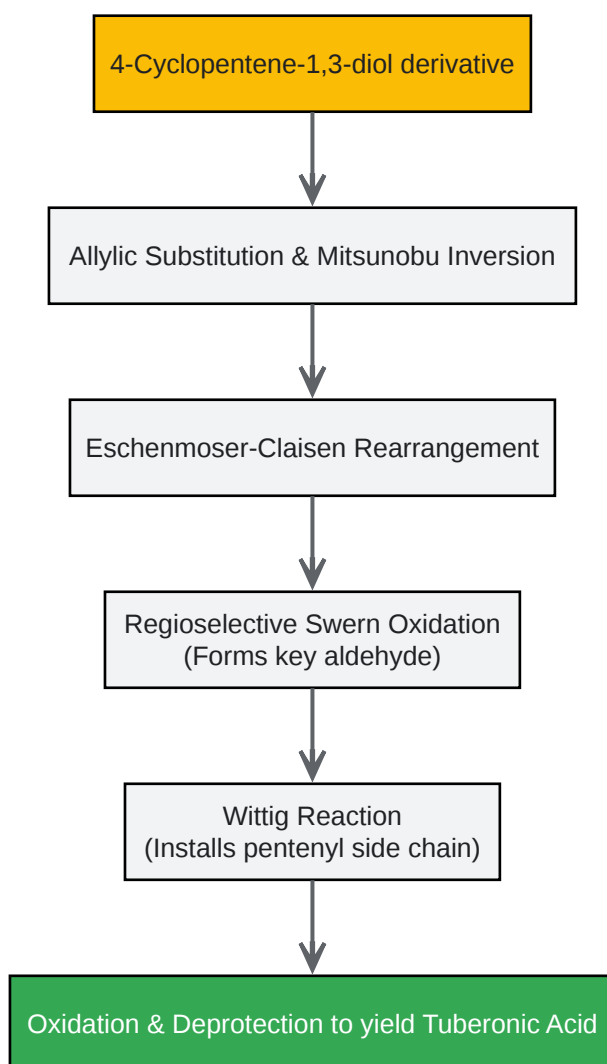 4-Cyclopentene-1,3-diol derivative
Allylic Substitution & Mitsunobu Inversion
Eschenmoser-Claisen Rearrangement
Regioselective Swern Oxidation
(Forms key aldehyde)
Wittig Reaction
(Installs pentenyl side chain)
Oxidation & Deprotection to yield Tuberonic Acid